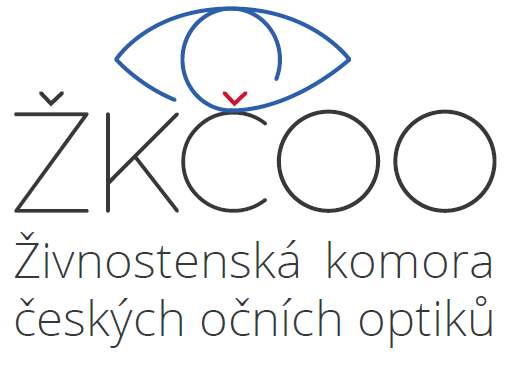 ŽKČOO
Živnostenská komora
českých očních optiků